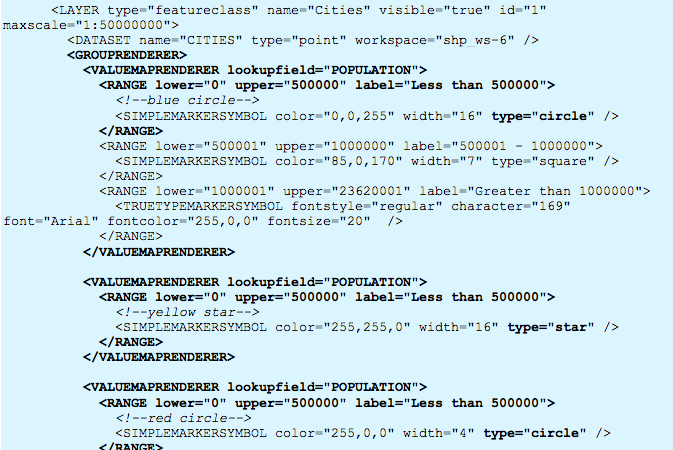 <LAYER type="featureclass" name="Cities" visible="true" id="1"
maxscale="1:50000000">
<DATASET name="CITIES" type="point" workspace="shp_ws-6" />
<GROUPRENDERER>
<VALUEMAPRENDERER lookupfield="POPULATION">
<RANGE lower="0" upper="500000" label="Less than 500000">
<!--blue circle-->
<SIMPLEMARKERSYMBOL color="0,0,255" width="16" type="circle" />
</RANGE>
<RANGE lower="500001" upper="1000000" label="500001 - 1000000">
<SIMPLEMARKERSYMBOL color="85,0,170" width="7" type="square" />
</RANGE>
<RANGE lower="1000001" upper="23620001" label="Greater than 1000000">
<TRUETYPEMARKERSYMBOL fontstyle="regular" character="169"
font="Arial" fontcolor="255,0,0" fontsize="20" />
</RANGE>
</VALUEMAPRENDERER>
<VALUEMAPRENDERER lookupfield="POPULATION">
<RANGE lower="0" upper="500000" label="Less than 500000">
<!--yellow star-->
<SIMPLEMARKERSYMBOL color="255,255,0" width="16" type="star" />
</RANGE>
</VALUEMAPRENDERER>
<VALUEMAPRENDERER lookupfield="POPULATION">
<RANGE lower="0" upper="500000" label="Less than 500000">
<!--red circle-->
<SIMPLEMARKERSYMBOL color="255,0,0" width="4" type="circle" />
</RANGE>